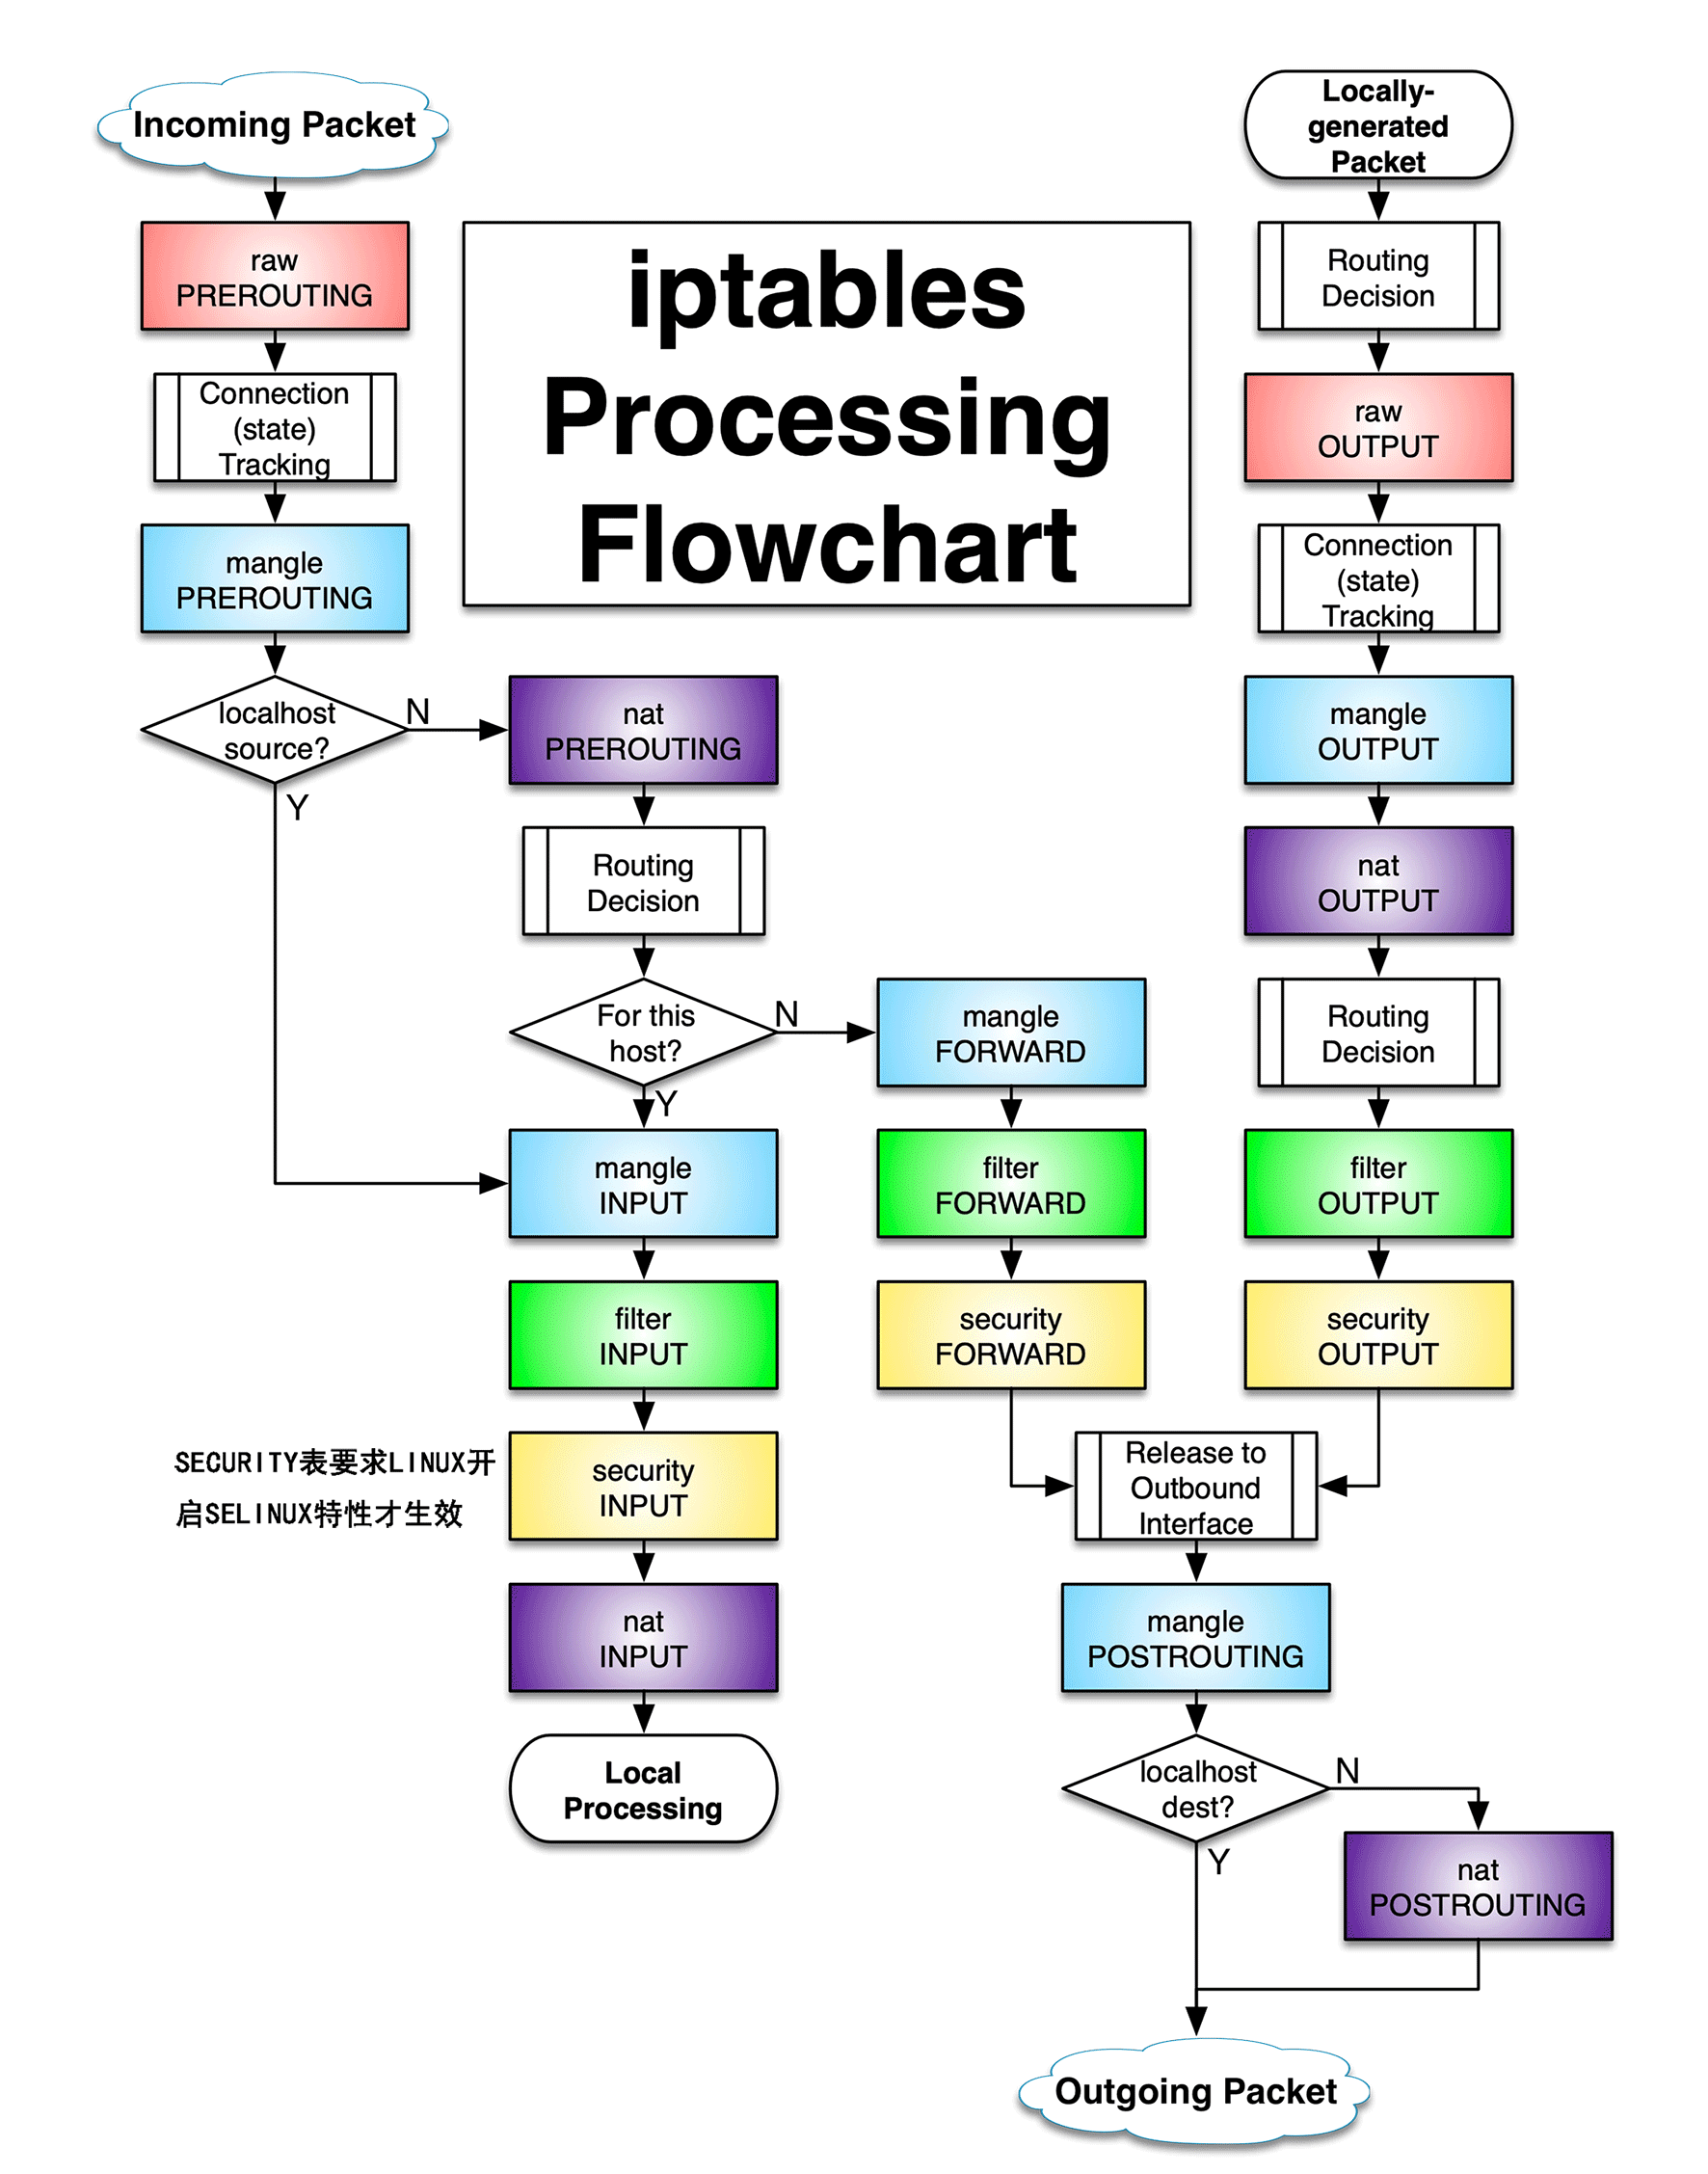 Incoming Packet
raw
PREROUTING
Connection
(state)
Tracking
mangle
PREROUTING
localhost
source?
N
Y
iptables
Processing
Flowchart
nat
PREROUTING
Routing
Decision
For this
host?
N
Y
mangle
INPUT
filter
INPUT
SECURITY表要求LINUX开
启SELINUX特性才生效
security
INPUT
nat
INPUT
Local
Processing
mangle
FORWARD
filter
FORWARD
security
FORWARD
Locally-
generated
Packet
Routing
Decision
raw
OUTPUT
Connection
(state)
Tracking
mangle
OUTPUT
nat
OUTPUT
Routing
Decision
filter
OUTPUT
security
OUTPUT
Release to
Outbound
Interface
mangle
POSTROUTING
localhost
dest?
N
Y
nat
POSTROUTING
Outgoing Packet